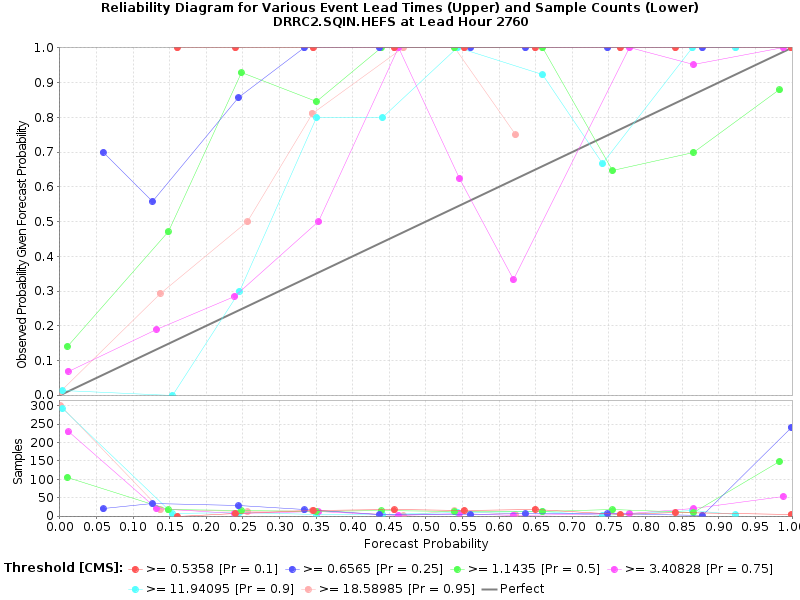 Reliability Diagram for Various Event Lead Times (Upper) and Sample Counts (Lower)
DRRC2.SQIN.HEFS at Lead Hour 2760
Observed Probability Given Forecast Probability
1.0
0.9
0.8
0.7
0.6
0.5
0.4
0.3
0.2
0.1
0.0
Samples
300
250
200
150
100
50
0
0.00 0.05 0.10 0.15 0.20 0.25 0.30 0.35 0.40 0.45 0.50 0.55 0.60 0.65 0.70 0.75 0.80 0.85 0.90 0.95 1.00
Forecast Probability
Threshold [CMS]: >= 0.5358 [Pr = 0.1] >= 0.6565 [Pr = 0.25] >= 1.1435 [Pr = 0.5] >= 3.40828 [Pr = 0.75]
>= 11.94095 [Pr = 0.9] >= 18.58985 [Pr = 0.95] Perfect